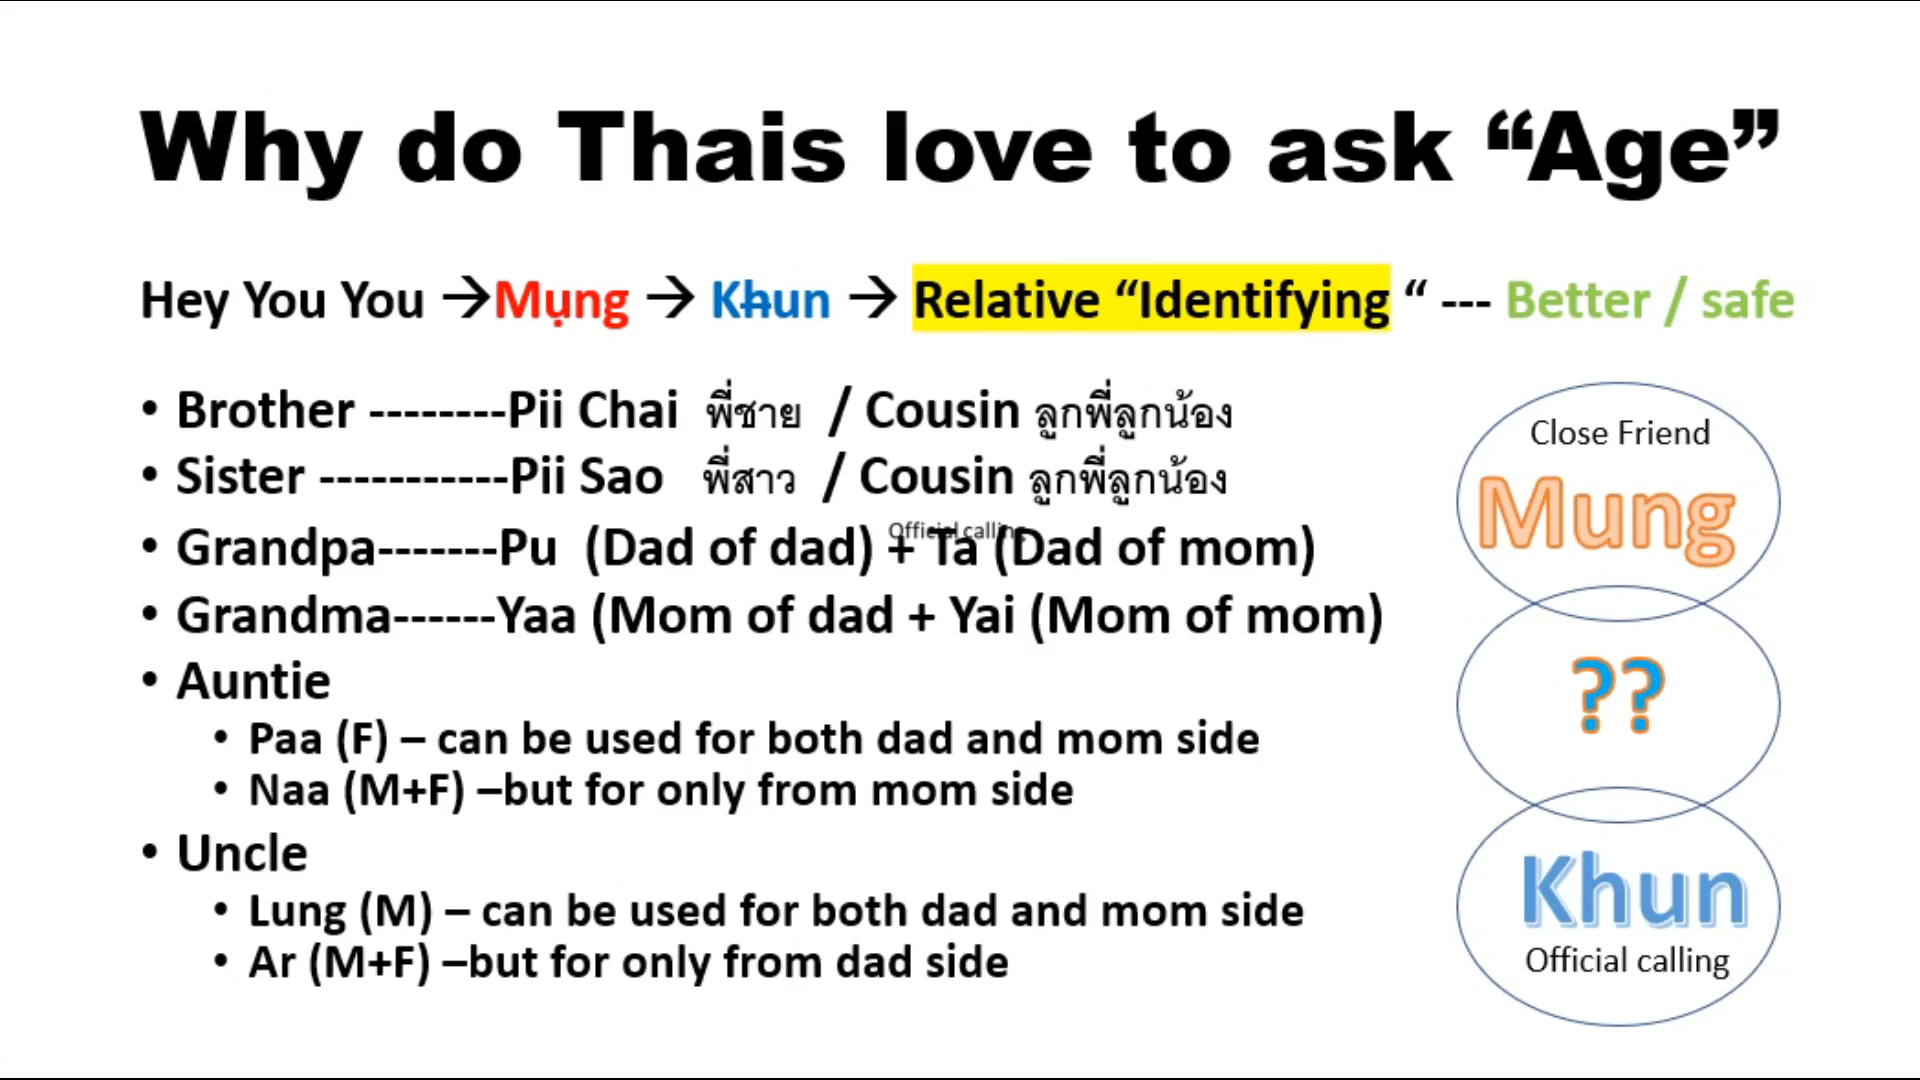 Why do Thais love to ask “Age”
Hey You You →Mụng → Khun → Relative “Identifying “ --- Better / safe
• Brother --------Pii Chai พี่ชาย / Cousin ลูกพี่ลูกน้อง
• Sister -----------Pii Sao พี่สาว / Cousin ลูกพี่ลูกน้อง
Official calling
• Grandpa-------Pu (Dad of dad) + Ta (Dad of mom)
• Grandma------Yaa (Mom of dad + Yai (Mom of mom)
• Auntie
• Paa (F) – can be used for both dad and mom side
• Naa (M+F) –but for only from mom side
• Uncle
• Lung (M) – can be used for both dad and mom side
• Ar (M+F) –but for only from dad side
Close Friend
Mung
??
Khun
Official calling